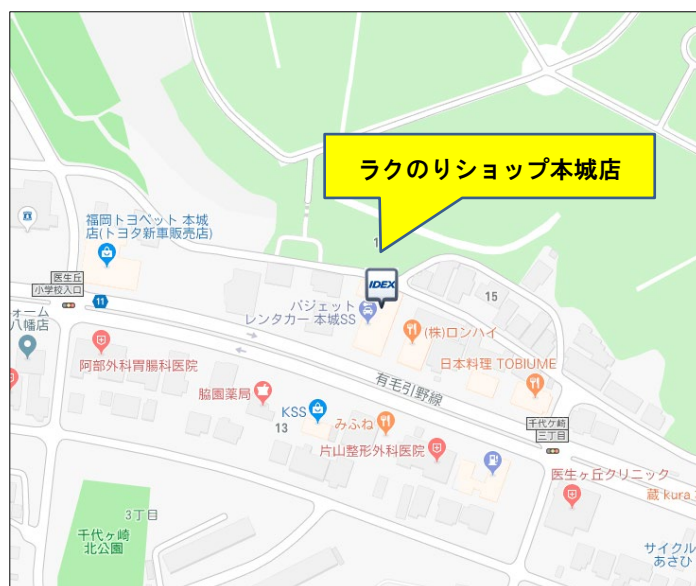 ラクのりショップ本城店
福岡トヨペット 本城
店(トヨタ新車販売店)
IDEX
15
医生丘
小学校入口
11
バジェット
レンタカー 本城SS
(株)ロンハイ
ォーム
八幡店
阿部外科胃腸科医院
日本料理 TOBIUME
有毛引野線
脇園薬局
KSS
みふね
13
千代ケ崎
三丁目
片山整形外科医院
医生ヶ丘クリニック
蔵 kura
3丁目
千代ヶ崎
北公園
サイクル
あさひ